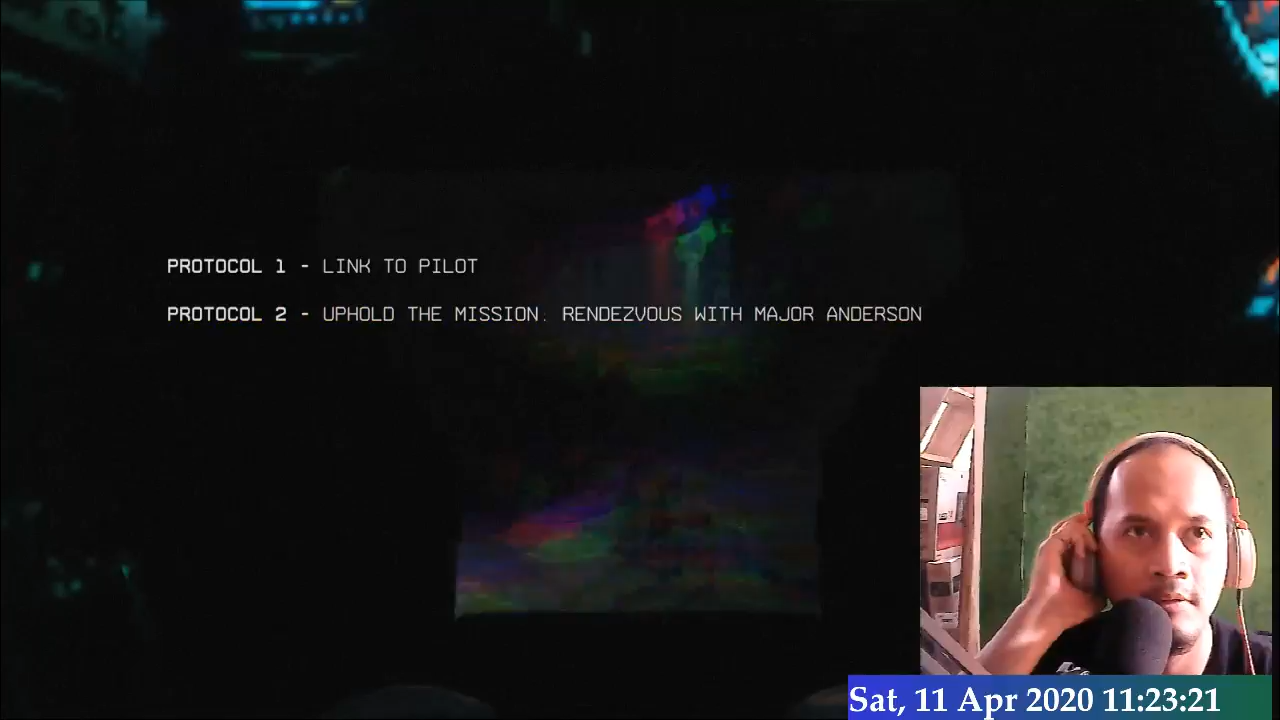 PROTOCOL 1 - LINK TO PILOT
PROTOCOL 2 - UPHOLD THE MISSION. RENDEZVOUS WITH MAJOR ANDERSON
Sat, 11 Apr 2020 11:23:21